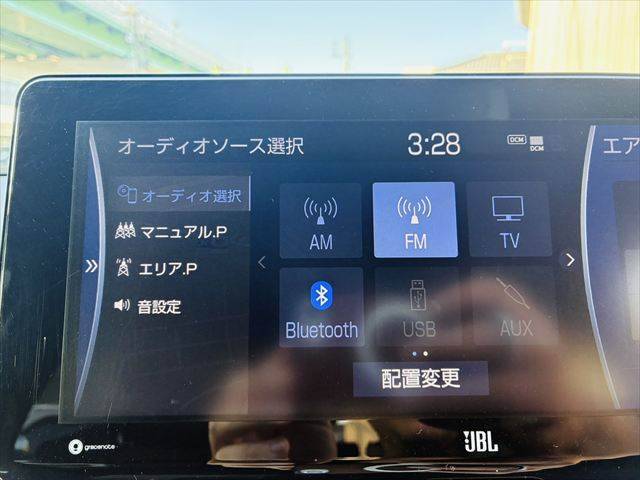 オーディオソース選択
3:28
DCM
DCM
エア
オーディオ選択
マニュアル.P
エリア.P
音設定
AM
FM
TV
Bluetooth
USB
AUX
配置変更
gracenote
JBL